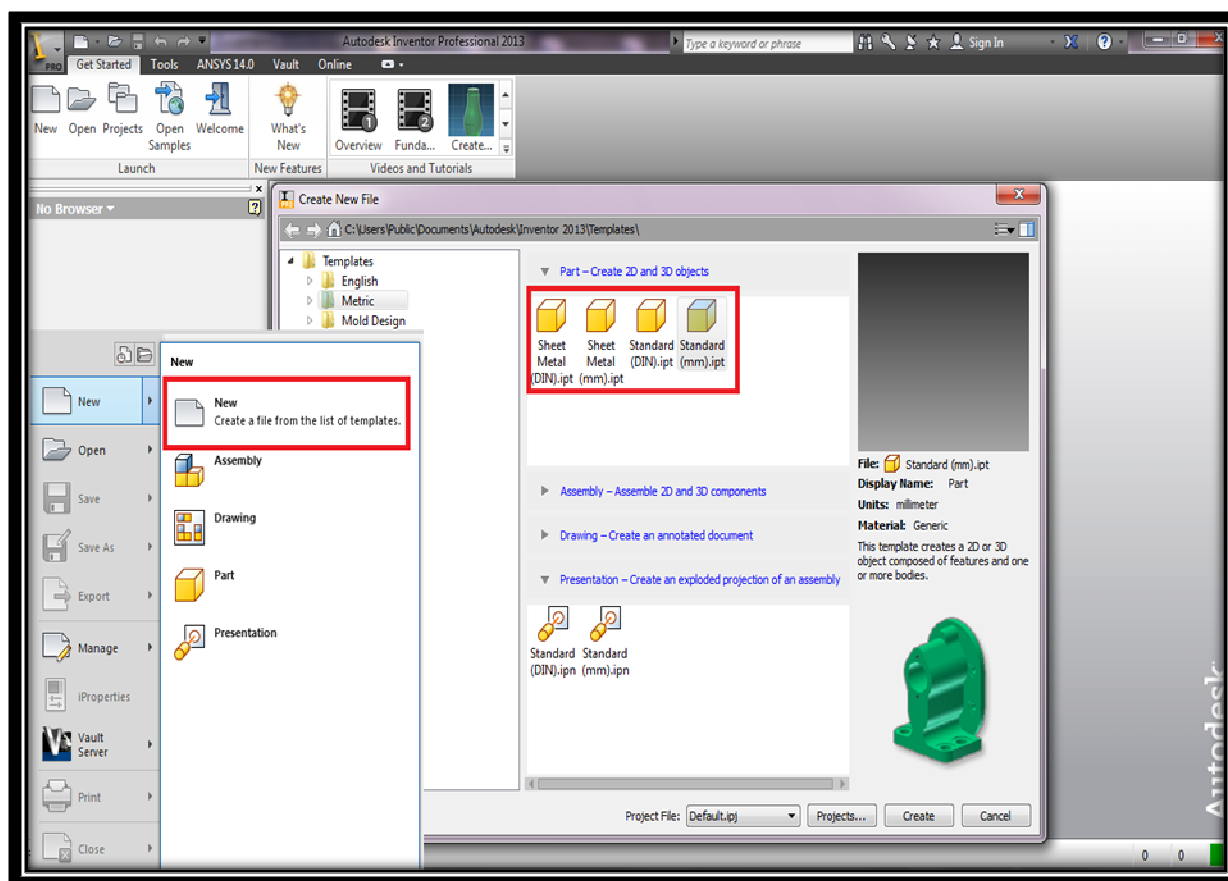 Autodesk Inventor Professional 2013
Type a keyword or phrase
Sign In
PRO
Get Started Tools ANSYS 14.0 Vault Online
New Open Projects Open Samples Welcome
What's New
Overview Funda... Create...
1 2
Launch New Features Videos and Tutorials
No Browser
Create New File
C:\Users\Public\Documents\Autodesk\Inventor 2013\Templates\
Templates
English
Metric
Mold Design
Part – Create 2D and 3D objects
Sheet Metal (DIN).ipt
Sheet Metal (mm).ipt
Standard (DIN).ipt
Standard (mm).ipt
Assembly – Assemble 2D and 3D components
Drawing – Create an annotated document
Presentation – Create an exploded projection of an assembly
Standard (DIN).ipn
Standard (mm).ipn
File: Standard (mm).ipt
Display Name: Part
Units: milimeter
Material: Generic
This template creates a 2D or 3D
object composed of features and one
or more bodies.
Project File: Default.ipj Projects... Create Cancel
New
Open
Save
Save As
Export
Manage
iProperties
Vault
Server
Print
Close
New
New
Create a file from the list of templates.
Assembly
Drawing
Part
Presentation
Autodesk
0 0